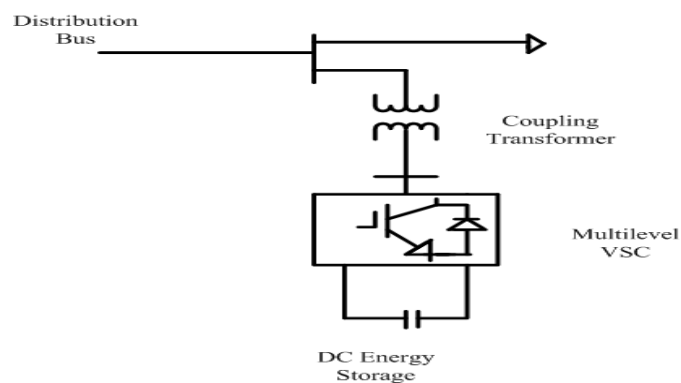 Distribution
Bus
Coupling
Transformer
Multilevel
VSC
DC Energy
Storage